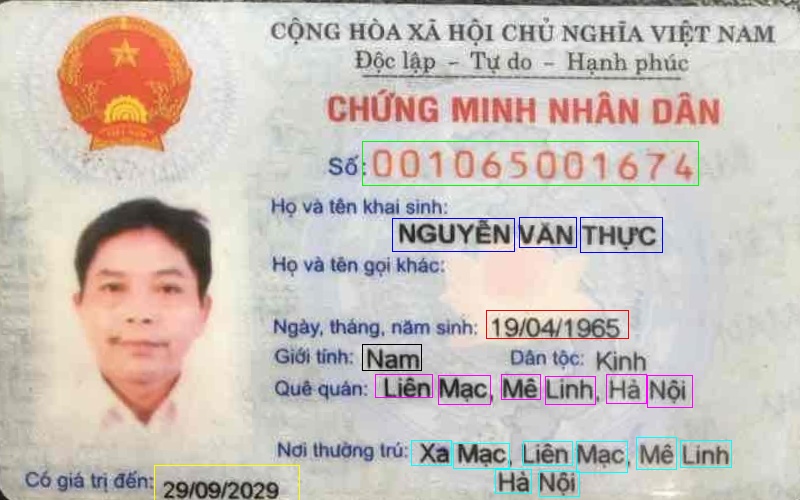 CỘNG HÒA XÃ HỘI CHỦ NGHĨA VIỆT NAM
Độc lập - Tự do - Hạnh phúc
CHỨNG MINH NHÂN DÂN
Số: 001065001674
Họ và tên khai sinh:
NGUYỄN VĂN THỰC
Họ và tên gọi khác:
Ngày, tháng, năm sinh: 19/04/1965
Giới tính: Nam Dân tộc: Kinh
Quê quán: Liên Mạc, Mê Linh, Hà Nội
Nơi thường trú: Xa Mạc, Liên Mạc, Mê Linh
Hà Nội
Có giá trị đến: 29/09/2029